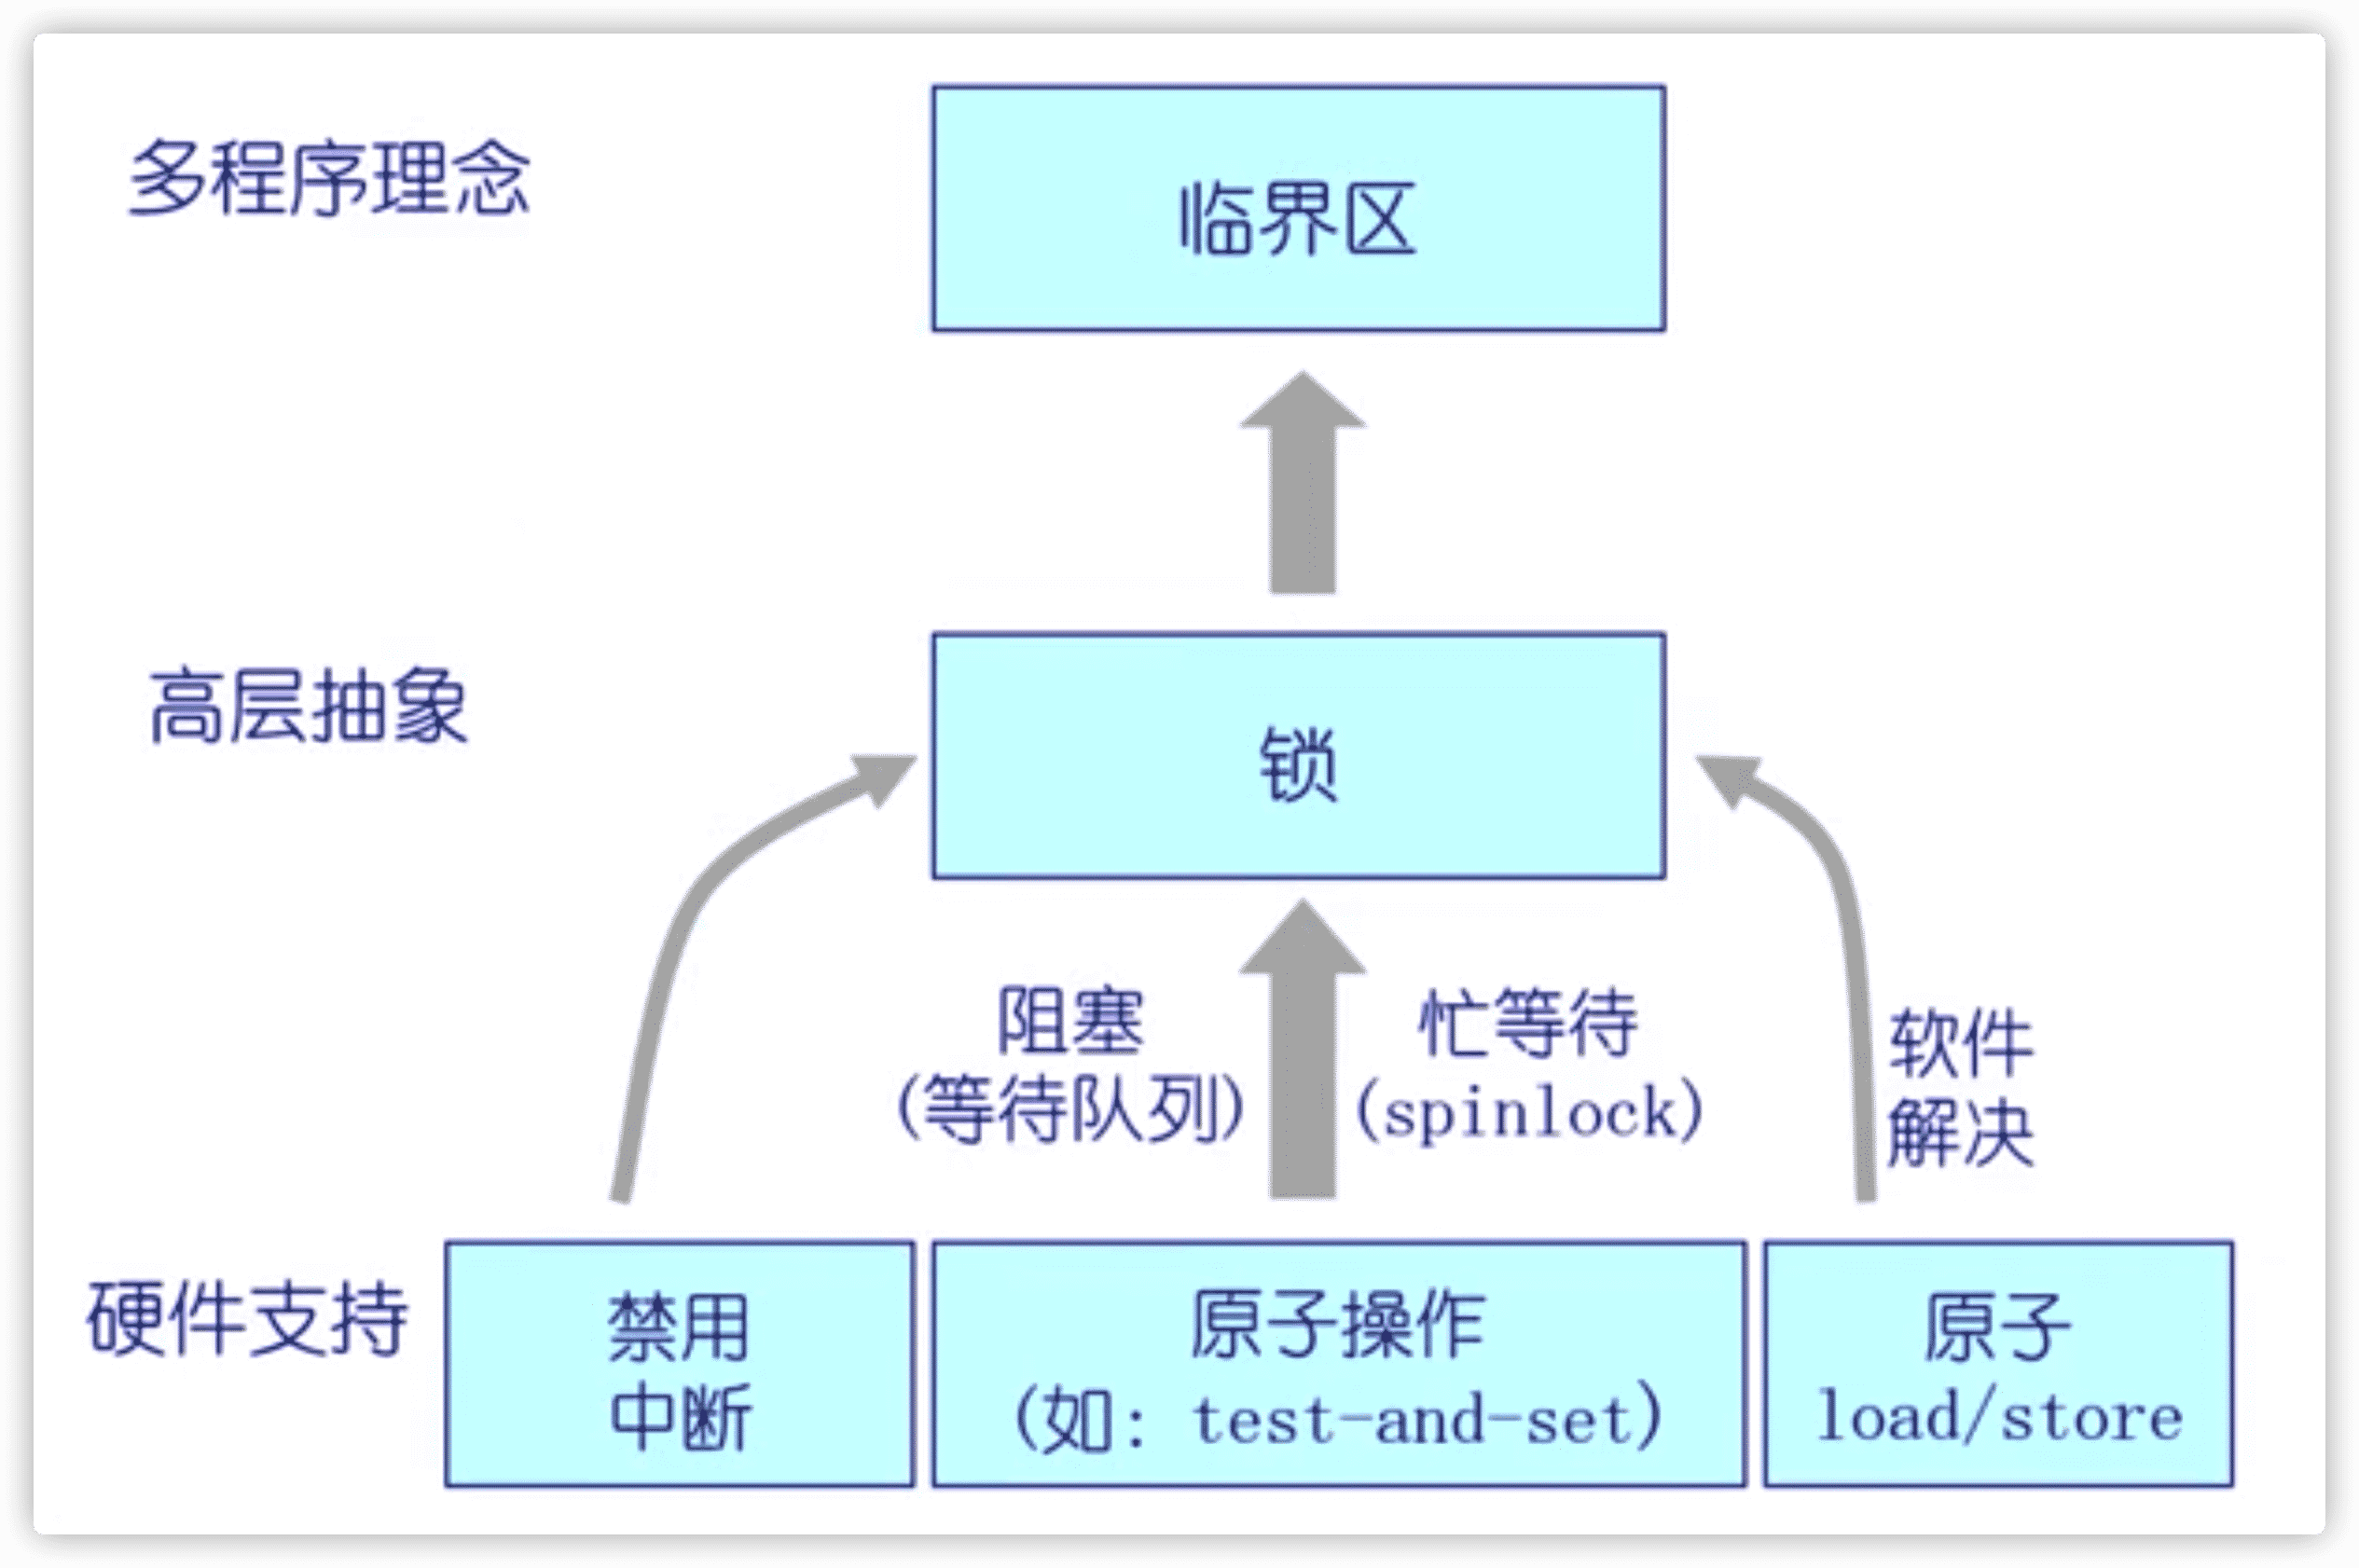 多程序理念
临界区
高层抽象
锁
阻塞
(等待队列)
忙等待
(spinlock)
软件
解决
硬件支持
禁用
中断
原子操作
(如: test-and-set)
原子
load/store